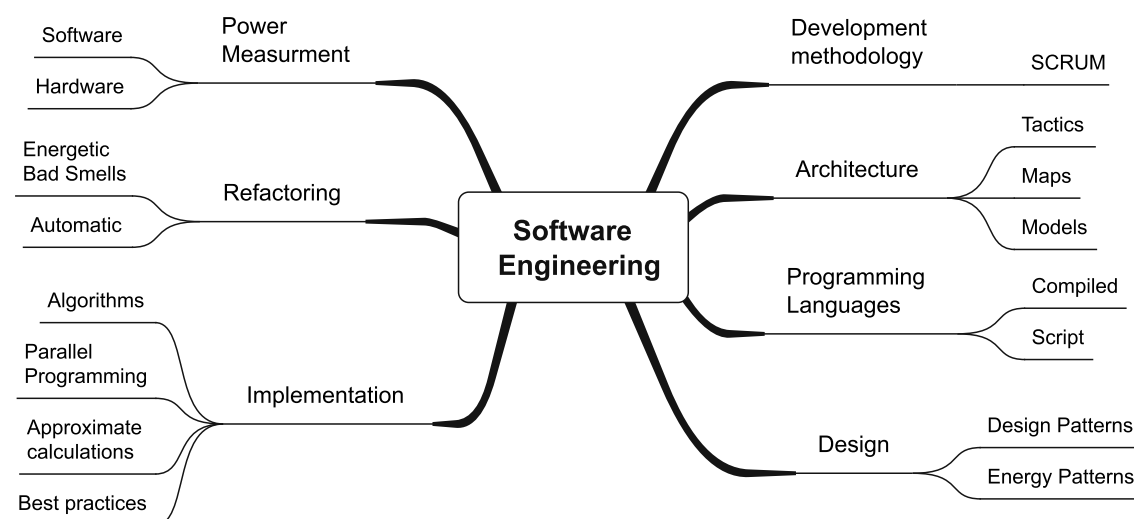 Software
Engineering
Power
Measurment
Software
Hardware
Refactoring
Energetic
Bad Smells
Automatic
Implementation
Algorithms
Parallel
Programming
Approximate
calculations
Best practices
Development
methodology
SCRUM
Architecture
Tactics
Maps
Models
Programming
Languages
Compiled
Script
Design
Design Patterns
Energy Patterns